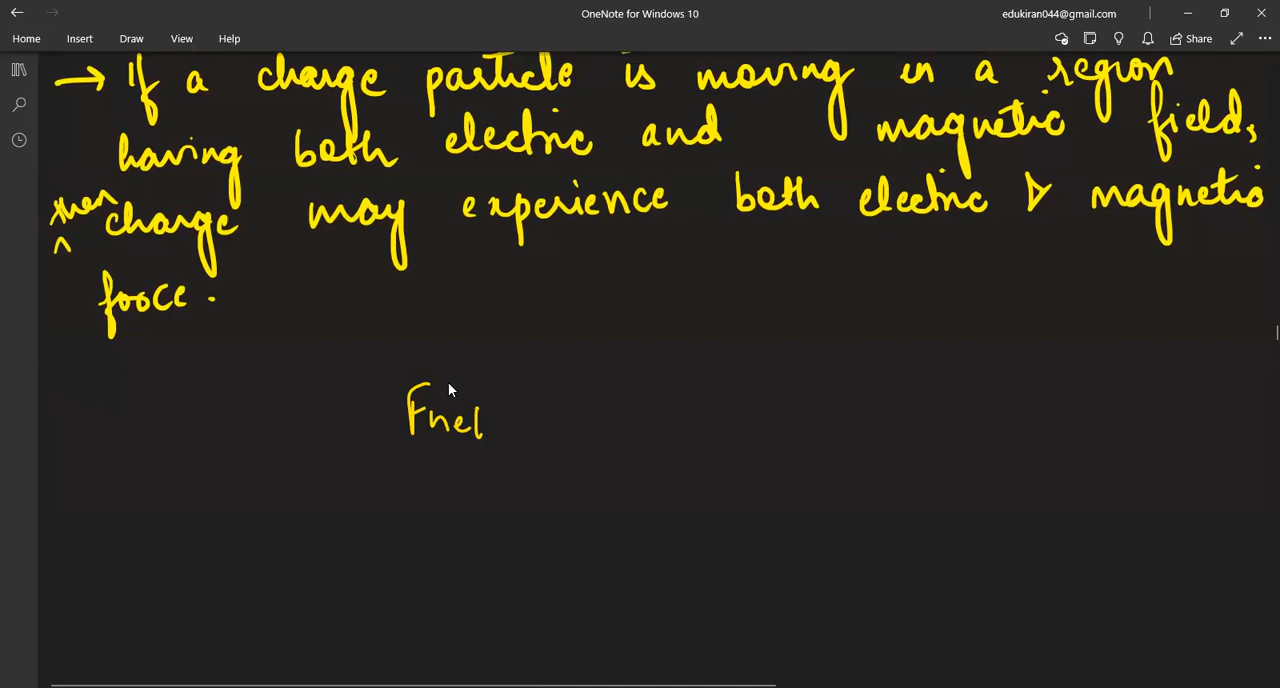 OneNote for Windows 10
edukiran044@gmail.com
Home Insert Draw View Help
Share
→ If a charge particle is moving in a region
having both electric and magnetic field,
then charge may experience both electric & magnetic
force.
Fnel